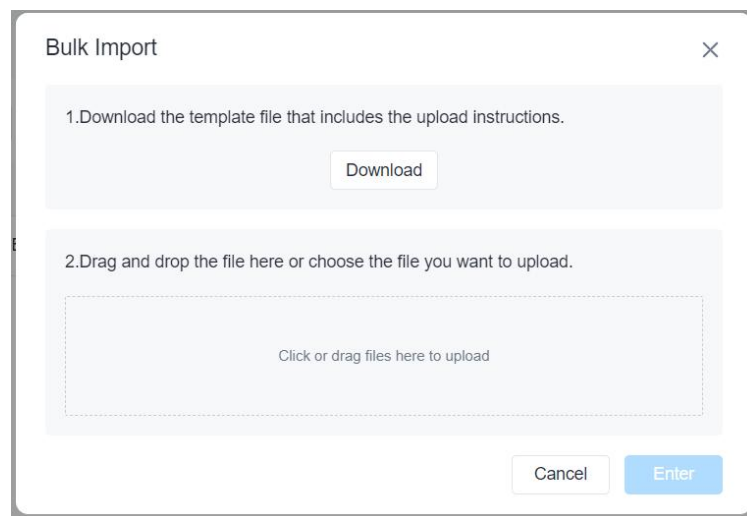 Bulk Import
1.Download the template file that includes the upload instructions.
Download
2.Drag and drop the file here or choose the file you want to upload.
Click or drag files here to upload
Cancel
Enter